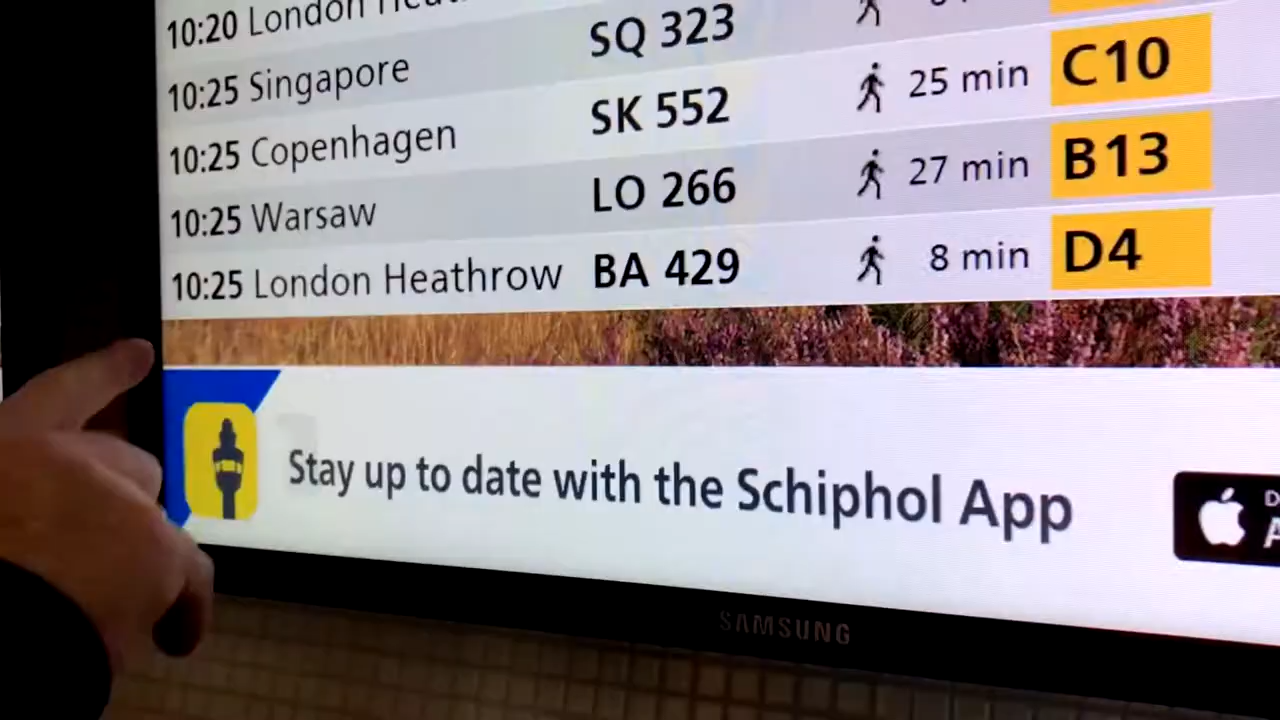 10:20 London
10:25 Singapore SQ 323
10:25 Copenhagen SK 552 25 min C10
10:25 Warsaw LO 266 27 min B13
10:25 London Heathrow BA 429 8 min D4
Stay up to date with the Schiphol App
SAMSUNG